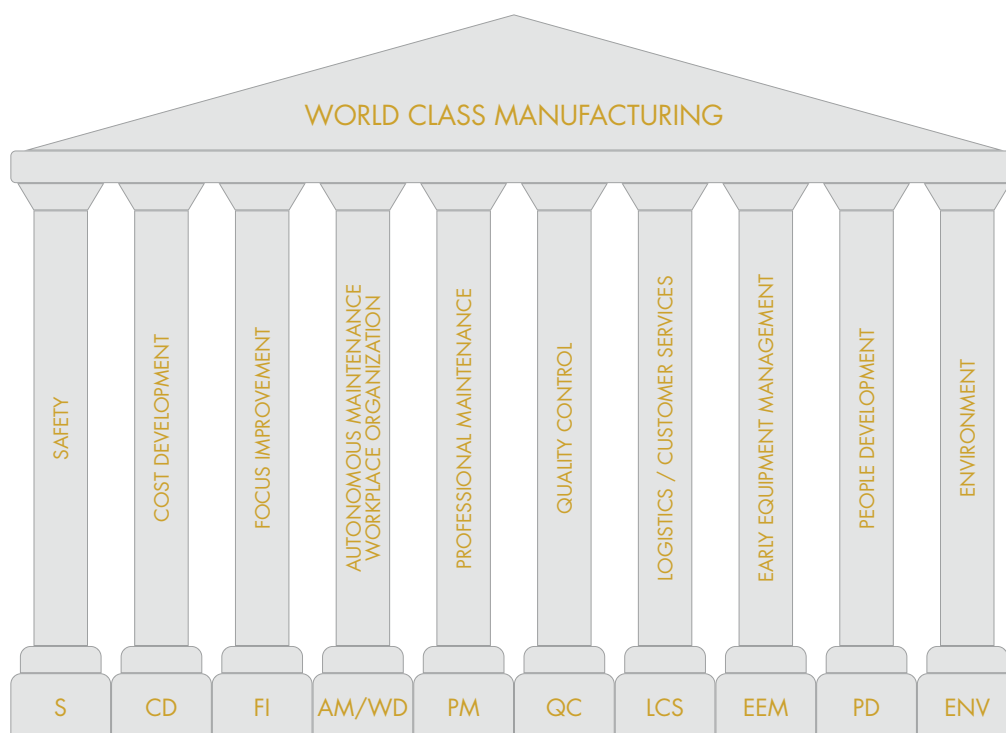 WORLD CLASS MANUFACTURING
SAFETY
COST DEVELOPMENT
FOCUS IMPROVEMENT
AUTONOMOUS MAINTENANCE
WORKPLACE ORGANIZATION
PROFESSIONAL MAINTENANCE
QUALITY CONTROL
LOGISTICS / CUSTOMER SERVICES
EARLY EQUIPMENT MANAGEMENT
PEOPLE DEVELOPMENT
ENVIRONMENT
S
CD
FI
AM/WD
PM
QC
LCS
EEM
PD
ENV